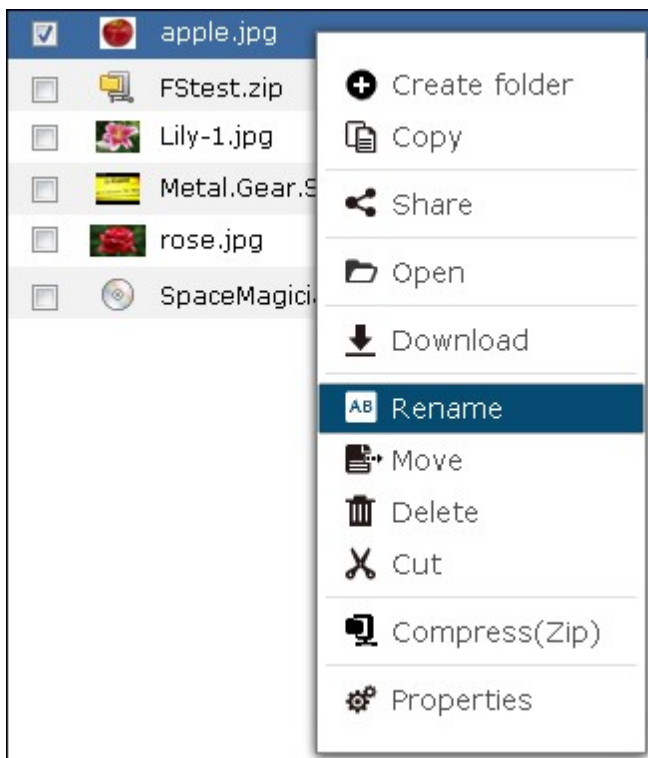 apple.jpg
FStest.zip
Lily-1.jpg
Metal.Gear.S
rose.jpg
SpaceMagici
Create folder
Copy
Share
Open
Download
AB Rename
Move
Delete
Cut
Compress(Zip)
Properties